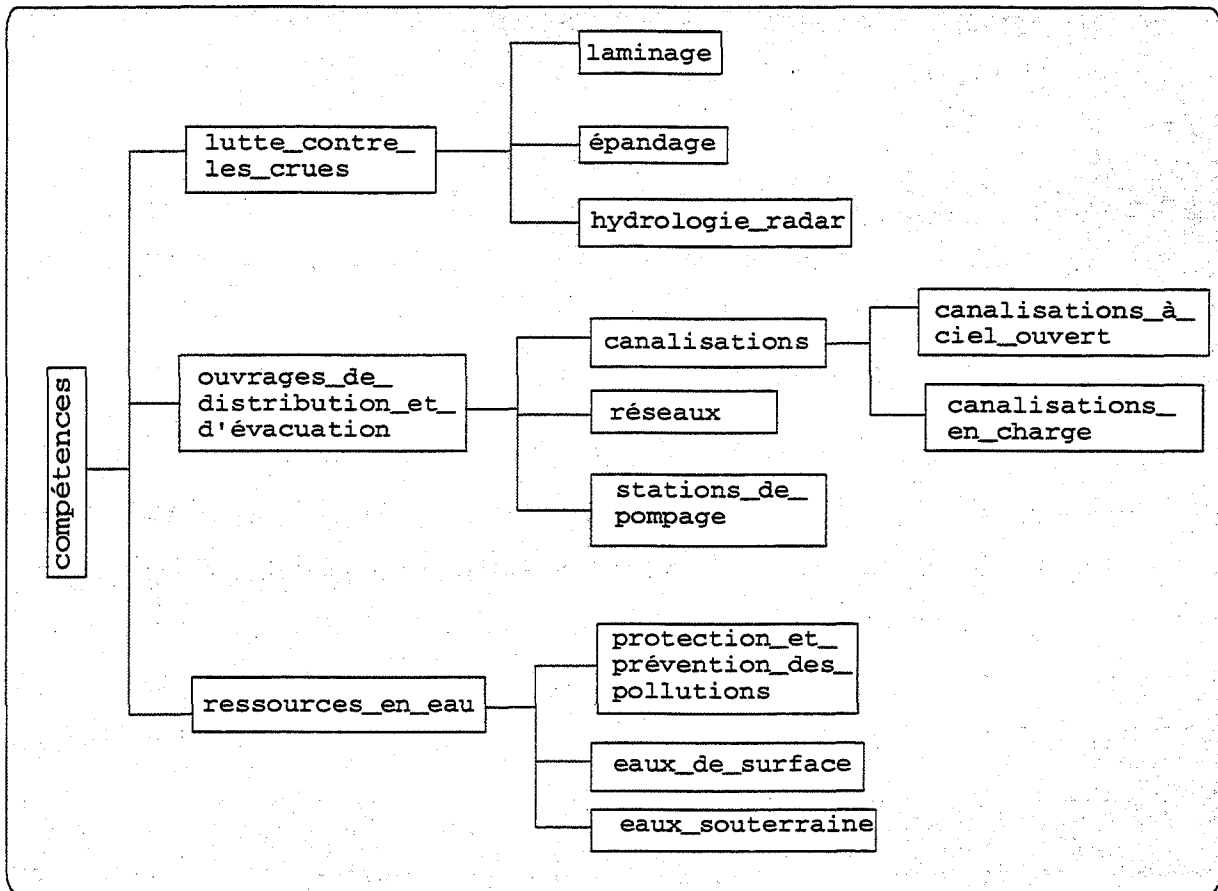 compétences
lutte_contre_
les_crues
laminage
épandage
hydrologie_radar
ouvrages_de_
distribution_et_
d'évacuation
canalisations
canalisations_à_
ciel_ouvert
canalisations_
en_charge
réseaux
stations_de_
pompage
ressources_en_eau
protection_et_
prévention_des_
pollutions
eaux_de_surface
eaux_souterraine